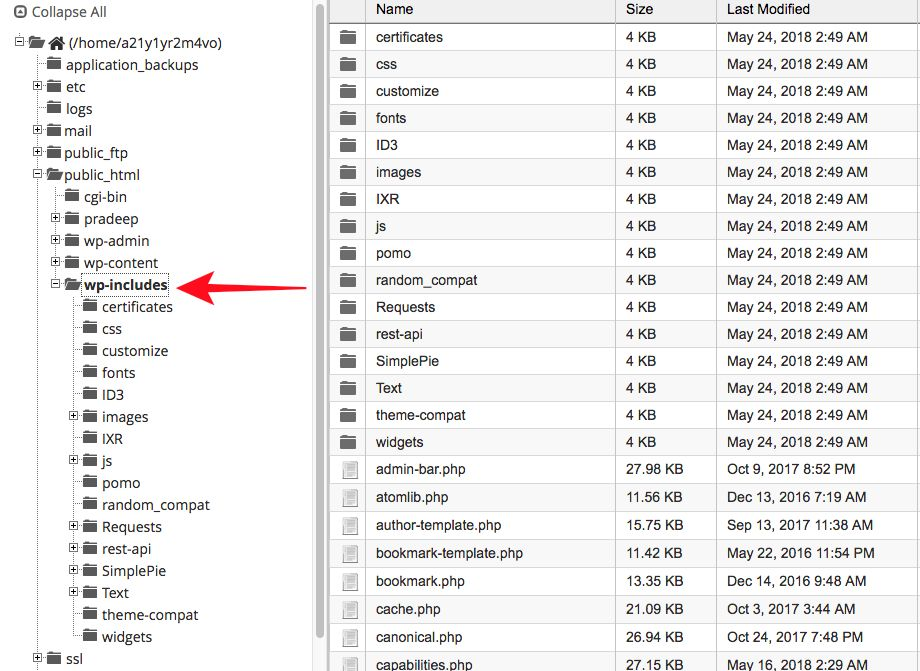 Collapse All
(/home/a21y1yr2m4vo)
application_backups
etc
logs
mail
public_ftp
public_html
cgi-bin
pradeep
wp-admin
wp-content
wp-includes
certificates
css
customize
fonts
ID3
images
IXR
js
pomo
random_compat
Requests
rest-api
SimplePie
Text
theme-compat
widgets
ssl
Name Size Last Modified
certificates 4 KB May 24, 2018 2:49 AM
css 4 KB May 24, 2018 2:49 AM
customize 4 KB May 24, 2018 2:49 AM
fonts 4 KB May 24, 2018 2:49 AM
ID3 4 KB May 24, 2018 2:49 AM
images 4 KB May 24, 2018 2:49 AM
IXR 4 KB May 24, 2018 2:49 AM
js 4 KB May 24, 2018 2:49 AM
pomo 4 KB May 24, 2018 2:49 AM
random_compat 4 KB May 24, 2018 2:49 AM
Requests 4 KB May 24, 2018 2:49 AM
rest-api 4 KB May 24, 2018 2:49 AM
SimplePie 4 KB May 24, 2018 2:49 AM
Text 4 KB May 24, 2018 2:49 AM
theme-compat 4 KB May 24, 2018 2:49 AM
widgets 4 KB May 24, 2018 2:49 AM
admin-bar.php 27.98 KB Oct 9, 2017 8:52 PM
atomlib.php 11.56 KB Dec 13, 2016 7:19 AM
author-template.php 15.75 KB Sep 13, 2017 11:38 AM
bookmark-template.php 11.42 KB May 22, 2016 11:54 PM
bookmark.php 13.35 KB Dec 14, 2016 9:48 AM
cache.php 21.09 KB Oct 3, 2017 3:44 AM
canonical.php 26.94 KB Oct 24, 2017 7:48 PM
capabilities.php 27.15 KB May 16, 2018 2:29 AM